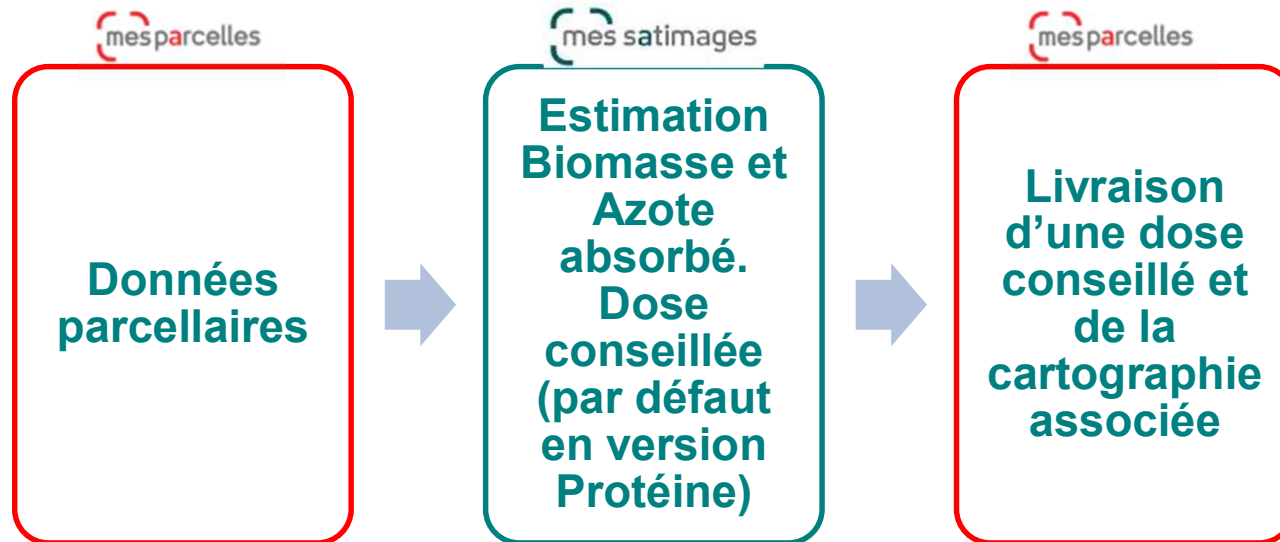 mesparcelles
mes satimages
mesparcelles
Données
parcellaires
Estimation
Biomasse et
Azote
absorbé.
Dose
conseillée
(par défaut
en version
Protéine)
Livraison
d’une dose
conseillé et
de la
cartographie
associée